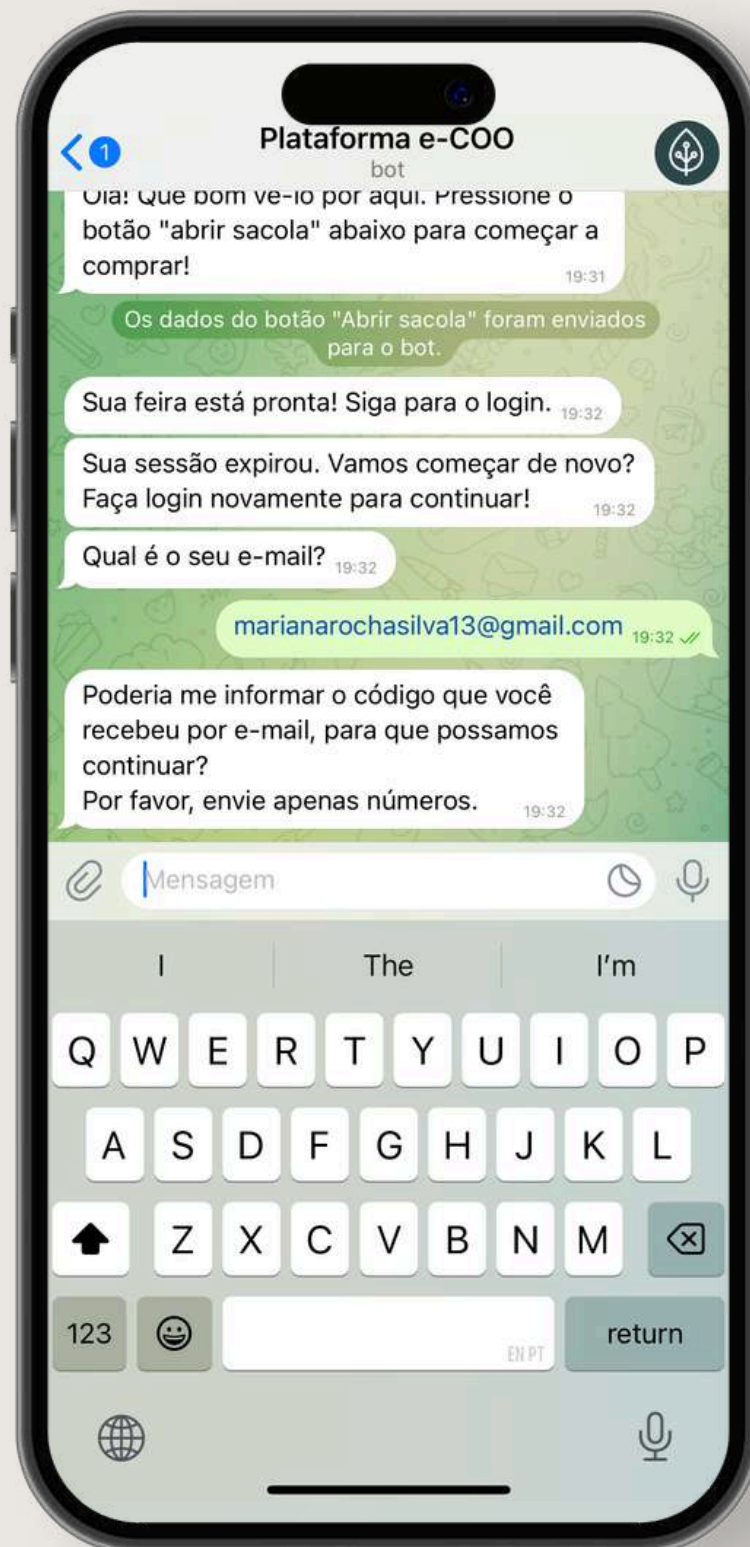 1
Plataforma e-COO
bot
Olá! Que bom vê-lo por aqui. Pressione o
botão "abrir sacola" abaixo para começar a
comprar!
19:31
Os dados do botão "Abrir sacola" foram enviados
para o bot.
Sua feira está pronta! Siga para o login. 19:32
Sua sessão expirou. Vamos começar de novo?
Faça login novamente para continuar! 19:32
Qual é o seu e-mail? 19:32
marianarochasilva13@gmail.com 19:32
Poderia me informar o código que você
recebeu por e-mail, para que possamos
continuar?
Por favor, envie apenas números. 19:32
Mensagem
I The I'm
Q W E R T Y U I O P
A S D F G H J K L
Z X C V B N M
123 EN PT return